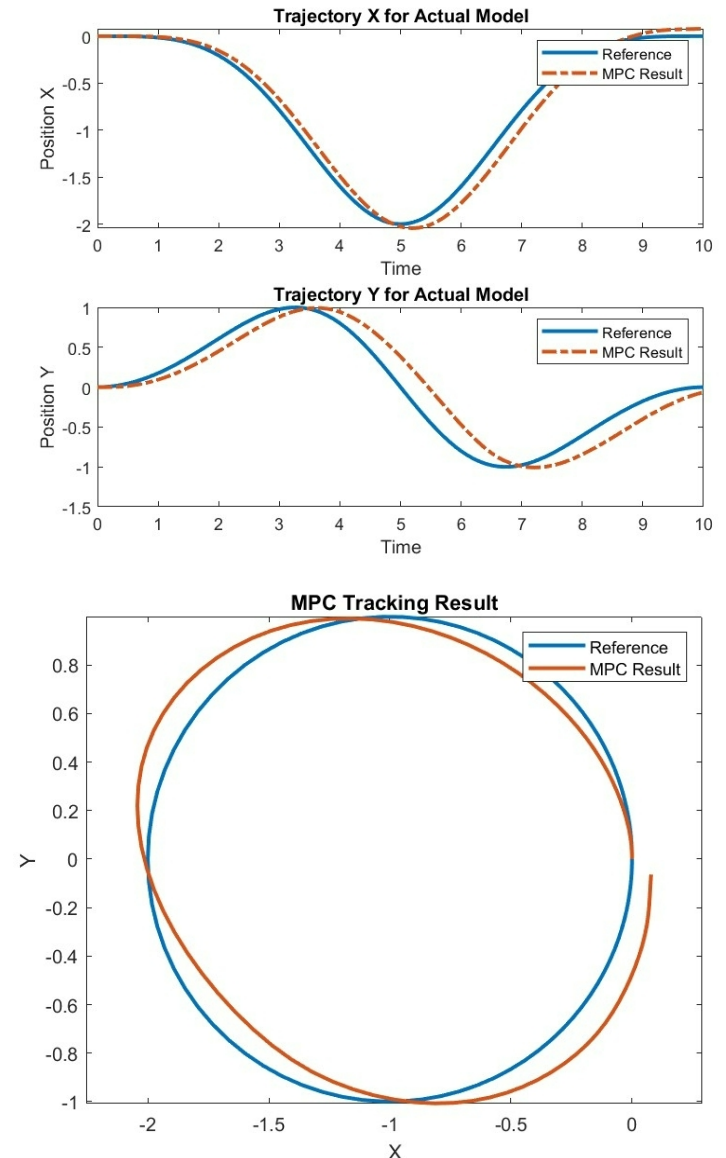 Trajectory X for Actual Model
0
-0.5
-1
-1.5
-2
Position X
Reference
MPC Result
0 1 2 3 4 5 6 7 8 9 10
Time
Trajectory Y for Actual Model
1
0.5
0
-0.5
-1
-1.5
Position Y
Reference
MPC Result
0 1 2 3 4 5 6 7 8 9 10
Time
MPC Tracking Result
Reference
MPC Result
0.8
0.6
0.4
0.2
0
-0.2
-0.4
-0.6
-0.8
-1
Y
-2 -1.5 -1 -0.5 0
X